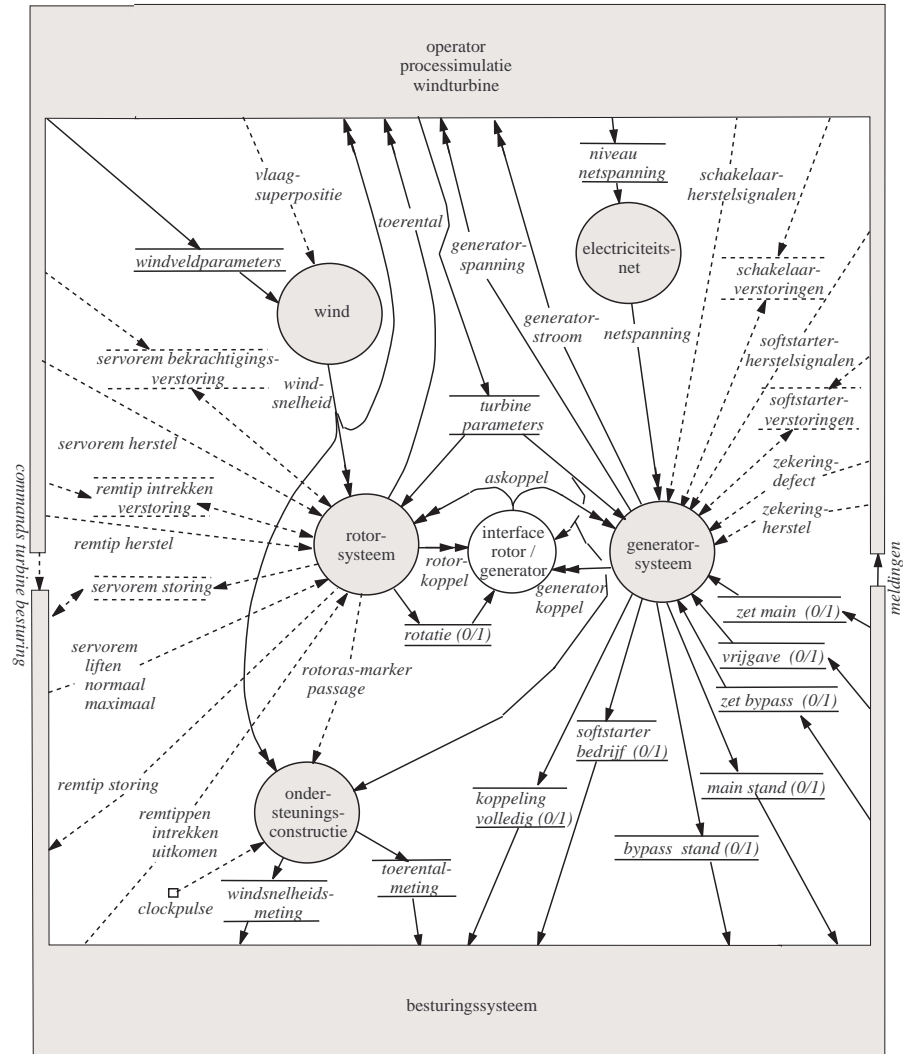 operator
processimulatie
windturbine
vlaag-
superpositie
toerental
niveau
netspanning
schakelaar-
herstelsignalen
windveldparameters
generator-
spanning
electriciteits-
net
schakelaar-
verstoringen
wind
generator-
stroom
netspanning
softstarter-
herstelsignalen
servorem bekrachtigings-
verstoring
wind-
snelheid
turbine
parameters
softstarter-
verstoringen
servorem herstel
zekering-
defect
remtip intrekken
verstoring
askoppel
zekering-
herstel
remtip herstel
rotor-
systeem
interface
rotor /
generator
generator-
systeem
rotor-
koppel
generator
koppel
commands turbine besturing
meldingen
servorem storing
zet main (0/1)
rotatie (0/1)
vrijgave (0/1)
servorem
liften
normaal
maximaal
rotoras-marker
passage
zet bypass (0/1)
softstarter
bedrijf (0/1)
remtip storing
onder-
steunings-
constructie
koppeling
volledig (0/1)
main stand (0/1)
remtippen
intrekken
uitkomen
bypass stand (0/1)
toerental-
meting
windsnelheids-
meting
clockpulse
besturingssysteem